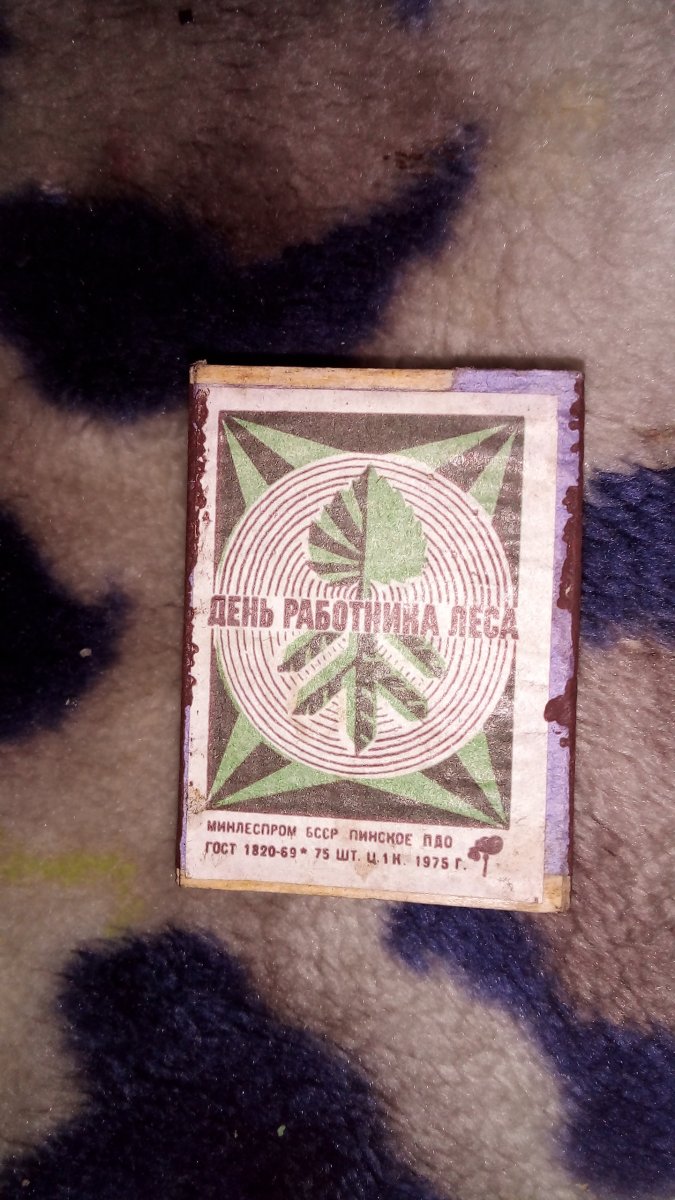 ДЕНЬ РАБОТНИКА ЛЕСА
МИНЛЕСПРОМ БССР ПИНСКОЕ ПДО
ГОСТ 1820-69* 75 ШТ. Ц. 1 К. 1975 Г.